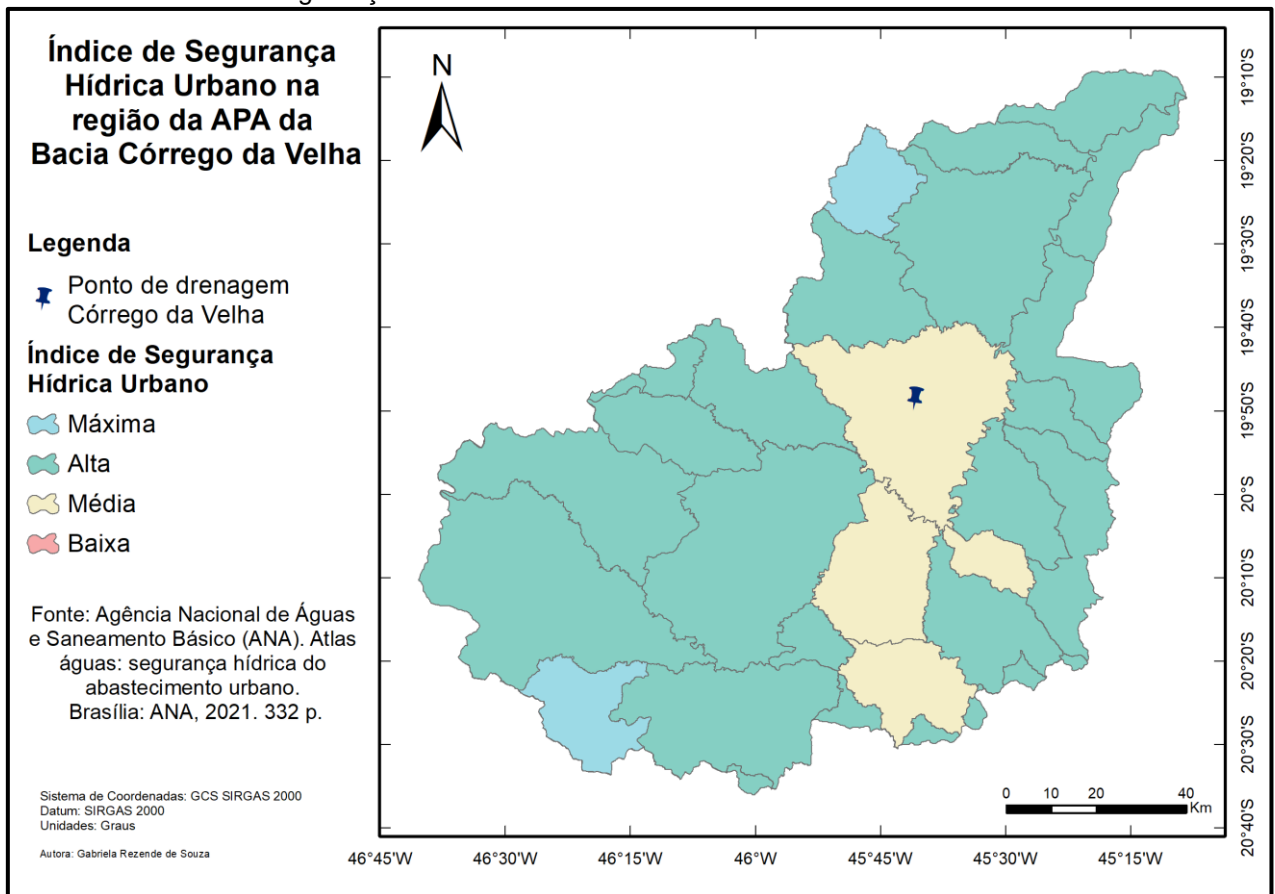 Índice de Segurança
Hídrica Urbano na
região da APA da
Bacia Córrego da Velha
Legenda
Ponto de drenagem
Córrego da Velha
Índice de Segurança
Hídrica Urbano
Máxima
Alta
Média
Baixa
Fonte: Agência Nacional de Águas
e Saneamento Básico (ANA). Atlas
águas: segurança hídrica do
abastecimento urbano.
Brasília: ANA, 2021. 332 p.
Sistema de Coordenadas: GCS SIRGAS 2000
Datum: SIRGAS 2000
Unidades: Graus
Autora: Gabriela Rezende de Souza
N
19°10'S
19°20'S
19°30'S
19°40'S
19°50'S
20°S
20°10'S
20°20'S
20°30'S
20°40'S
0 10 20 40
Km
46°45'W 46°30'W 46°15'W 46°W 45°45'W 45°30'W 45°15'W